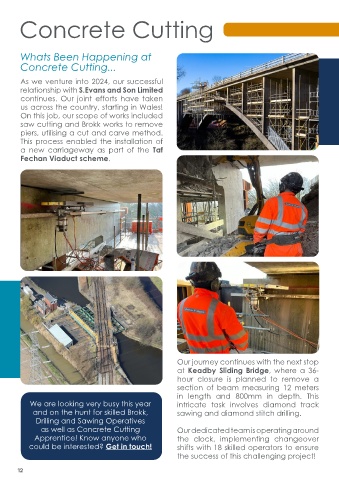 Concrete Cutting
Whats Been Happening at
Concrete Cutting...
As we venture into 2024, our successful
relationship with S.Evans and Son Limited
continues. Our joint efforts have taken
us across the country, starting in Wales!
On this job, our scope of works included
saw cutting and Brokk works to remove
piers, utilising a cut and carve method.
This process enabled the installation of
a new carriageway as part of the Taf
Fechan Viaduct scheme.
Our journey continues with the next stop
at Keadby Sliding Bridge, where a 36-
hour closure is planned to remove a
section of beam measuring 12 meters
in length and 800mm in depth. This
intricate task involves diamond track
sawing and diamond stitch drilling.
Our dedicated team is operating around
the clock, implementing changeover
shifts with 18 skilled operators to ensure
the success of this challenging project!
We are looking very busy this year
and on the hunt for skilled Brokk,
Drilling and Sawing Operatives
as well as Concrete Cutting
Apprentice! Know anyone who
could be interested? Get in touch!
12